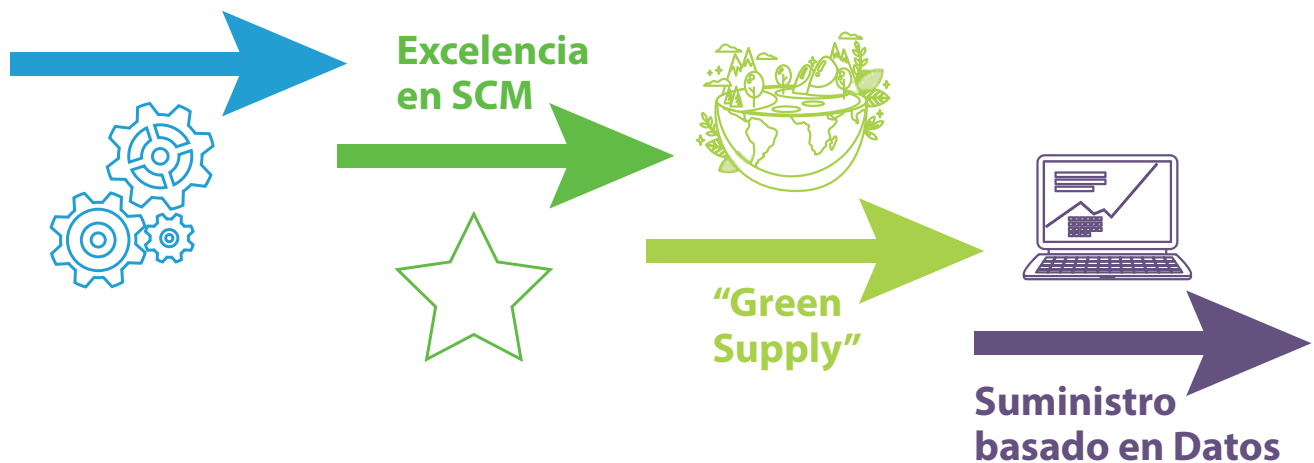 Excelencia
en SCM
“Green
Supply”
Suministro
basado en Datos